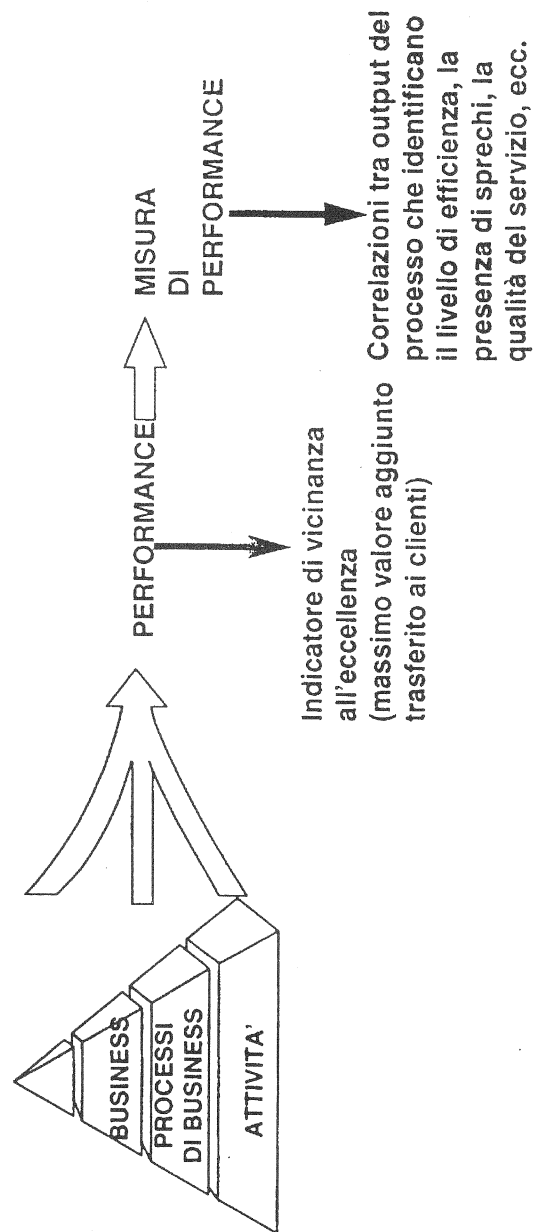 BUSINESS
PROCESSI
DI BUSINESS
ATTIVITA'
PERFORMANCE
Indicatore di vicinanza
all'eccellenza
(massimo valore aggiunto
trasferito ai clienti)
MISURA
DI
PERFORMANCE
Correlazioni tra output del
processo che identificano
il livello di efficienza, la
presenza di sprechi, la
qualità del servizio, ecc.